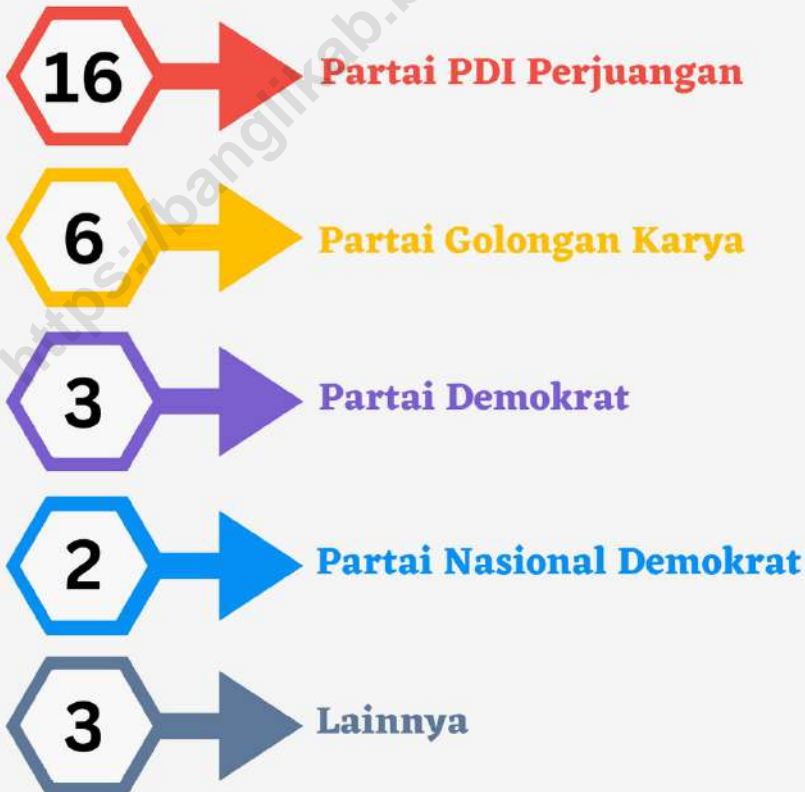 16
Partai PDI Perjuangan
6
Partai Golongan Karya
3
Partai Demokrat
2
Partai Nasional Demokrat
3
Lainnya